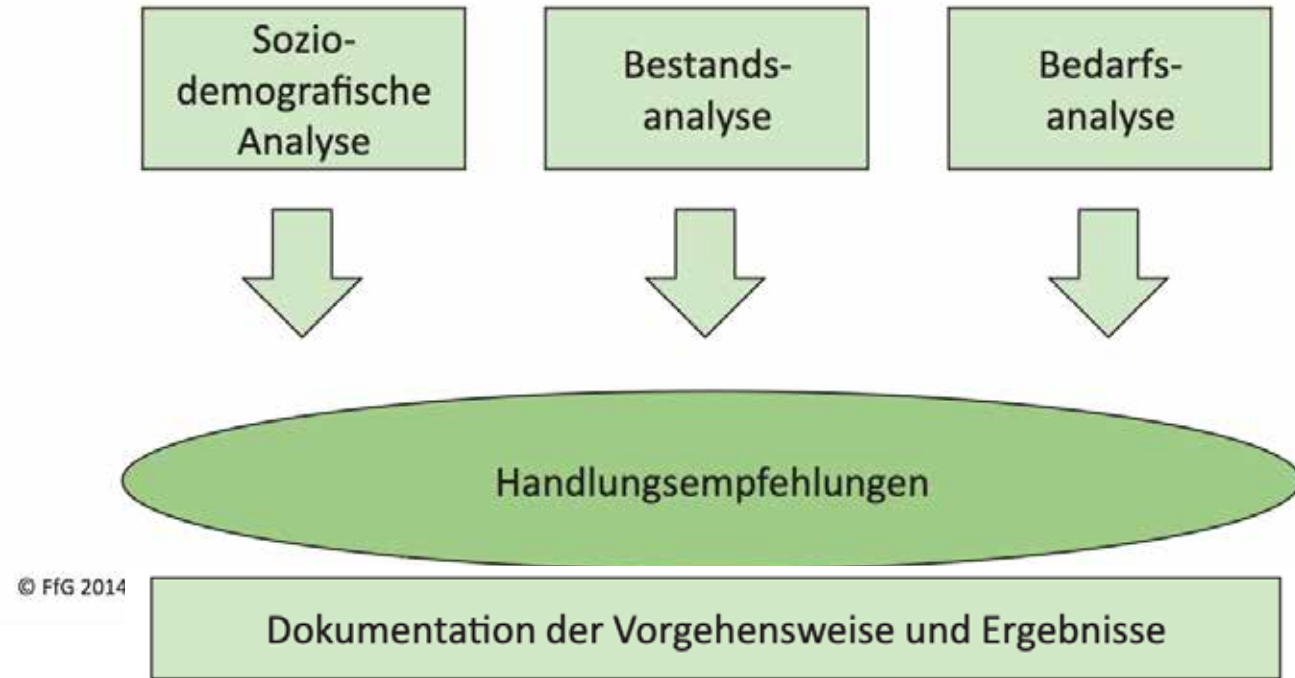 Sozio-
demografische
Analyse
Bestands-
analyse
Bedarfs-
analyse
Handlungsempfehlungen
© FfG 2014
Dokumentation der Vorgehensweise und Ergebnisse